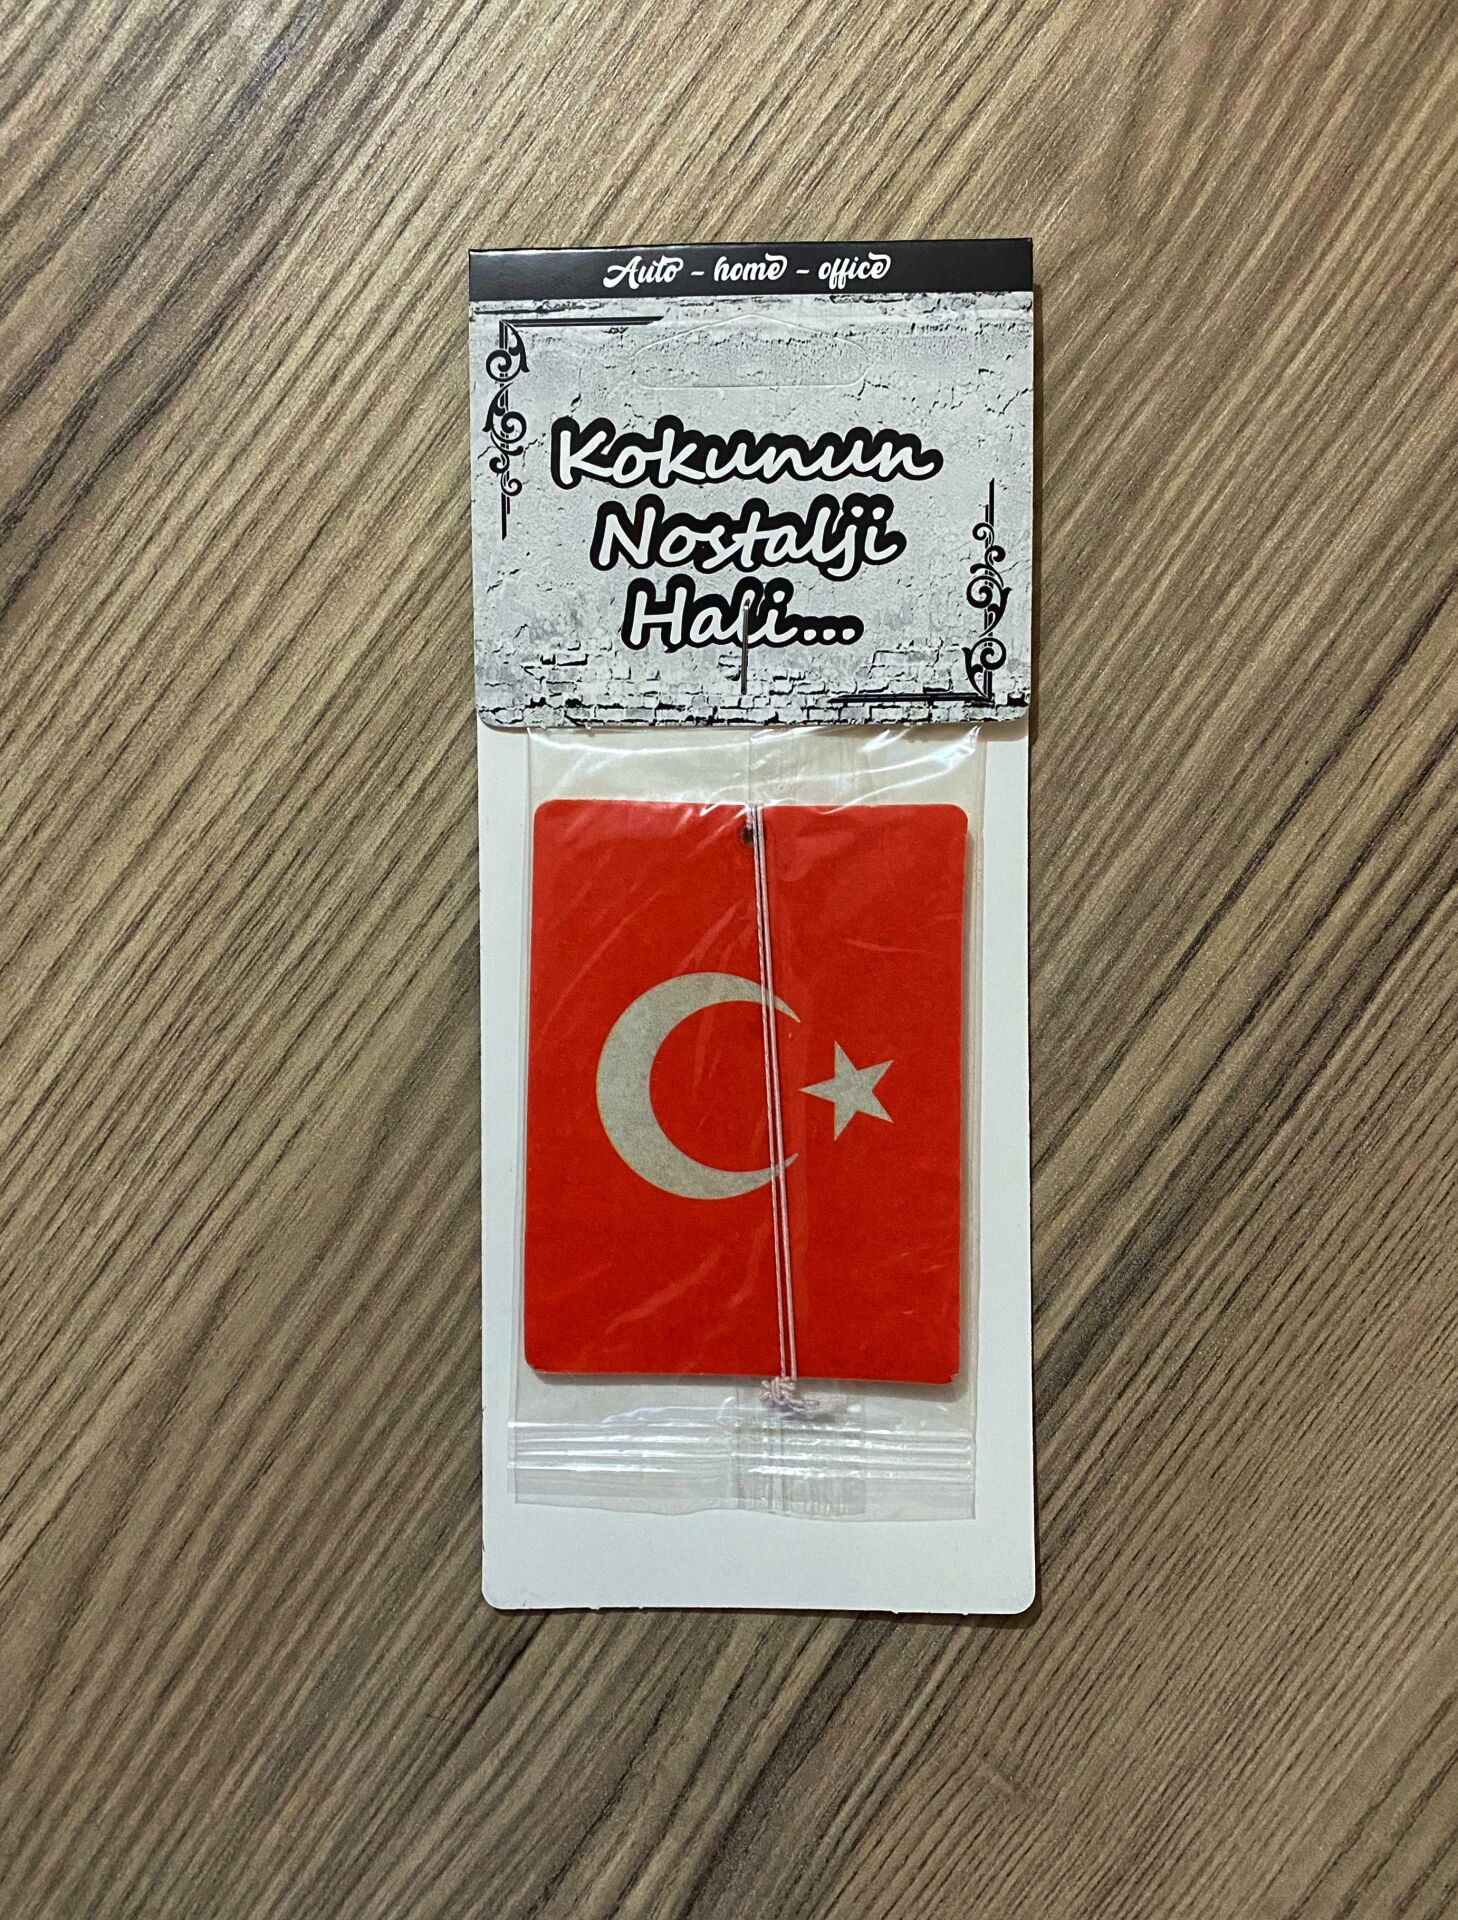 Auto - home - office
Kokunun
Nostalji
Hali...